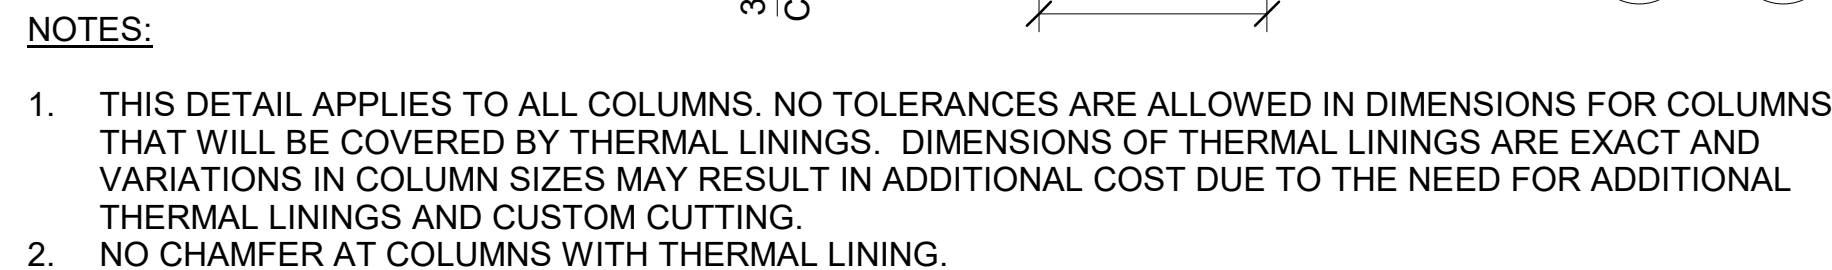 NOTES:
1. THIS DETAIL APPLIES TO ALL COLUMNS. NO TOLERANCES ARE ALLOWED IN DIMENSIONS FOR COLUMNS
THAT WILL BE COVERED BY THERMAL LININGS.  DIMENSIONS OF THERMAL LININGS ARE EXACT AND
VARIATIONS IN COLUMN SIZES MAY RESULT IN ADDITIONAL COST DUE TO THE NEED FOR ADDITIONAL
THERMAL LININGS AND CUSTOM CUTTING.
2. NO CHAMFER AT COLUMNS WITH THERMAL LINING.